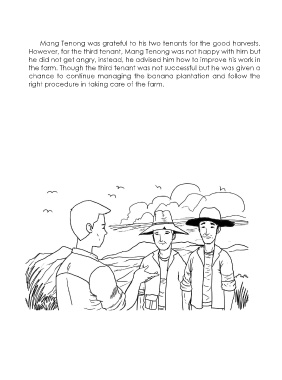 Mang Tenong was grateful to his two tenants for the good harvests.
However, for the third tenant, Mang Tenong was not happy with him but
he did not get angry, instead, he advised him how to improve his work in
the farm. Though the third tenant was not successful but he was given a
chance to continue managing the banana plantation and follow the
right procedure in taking care of the farm.